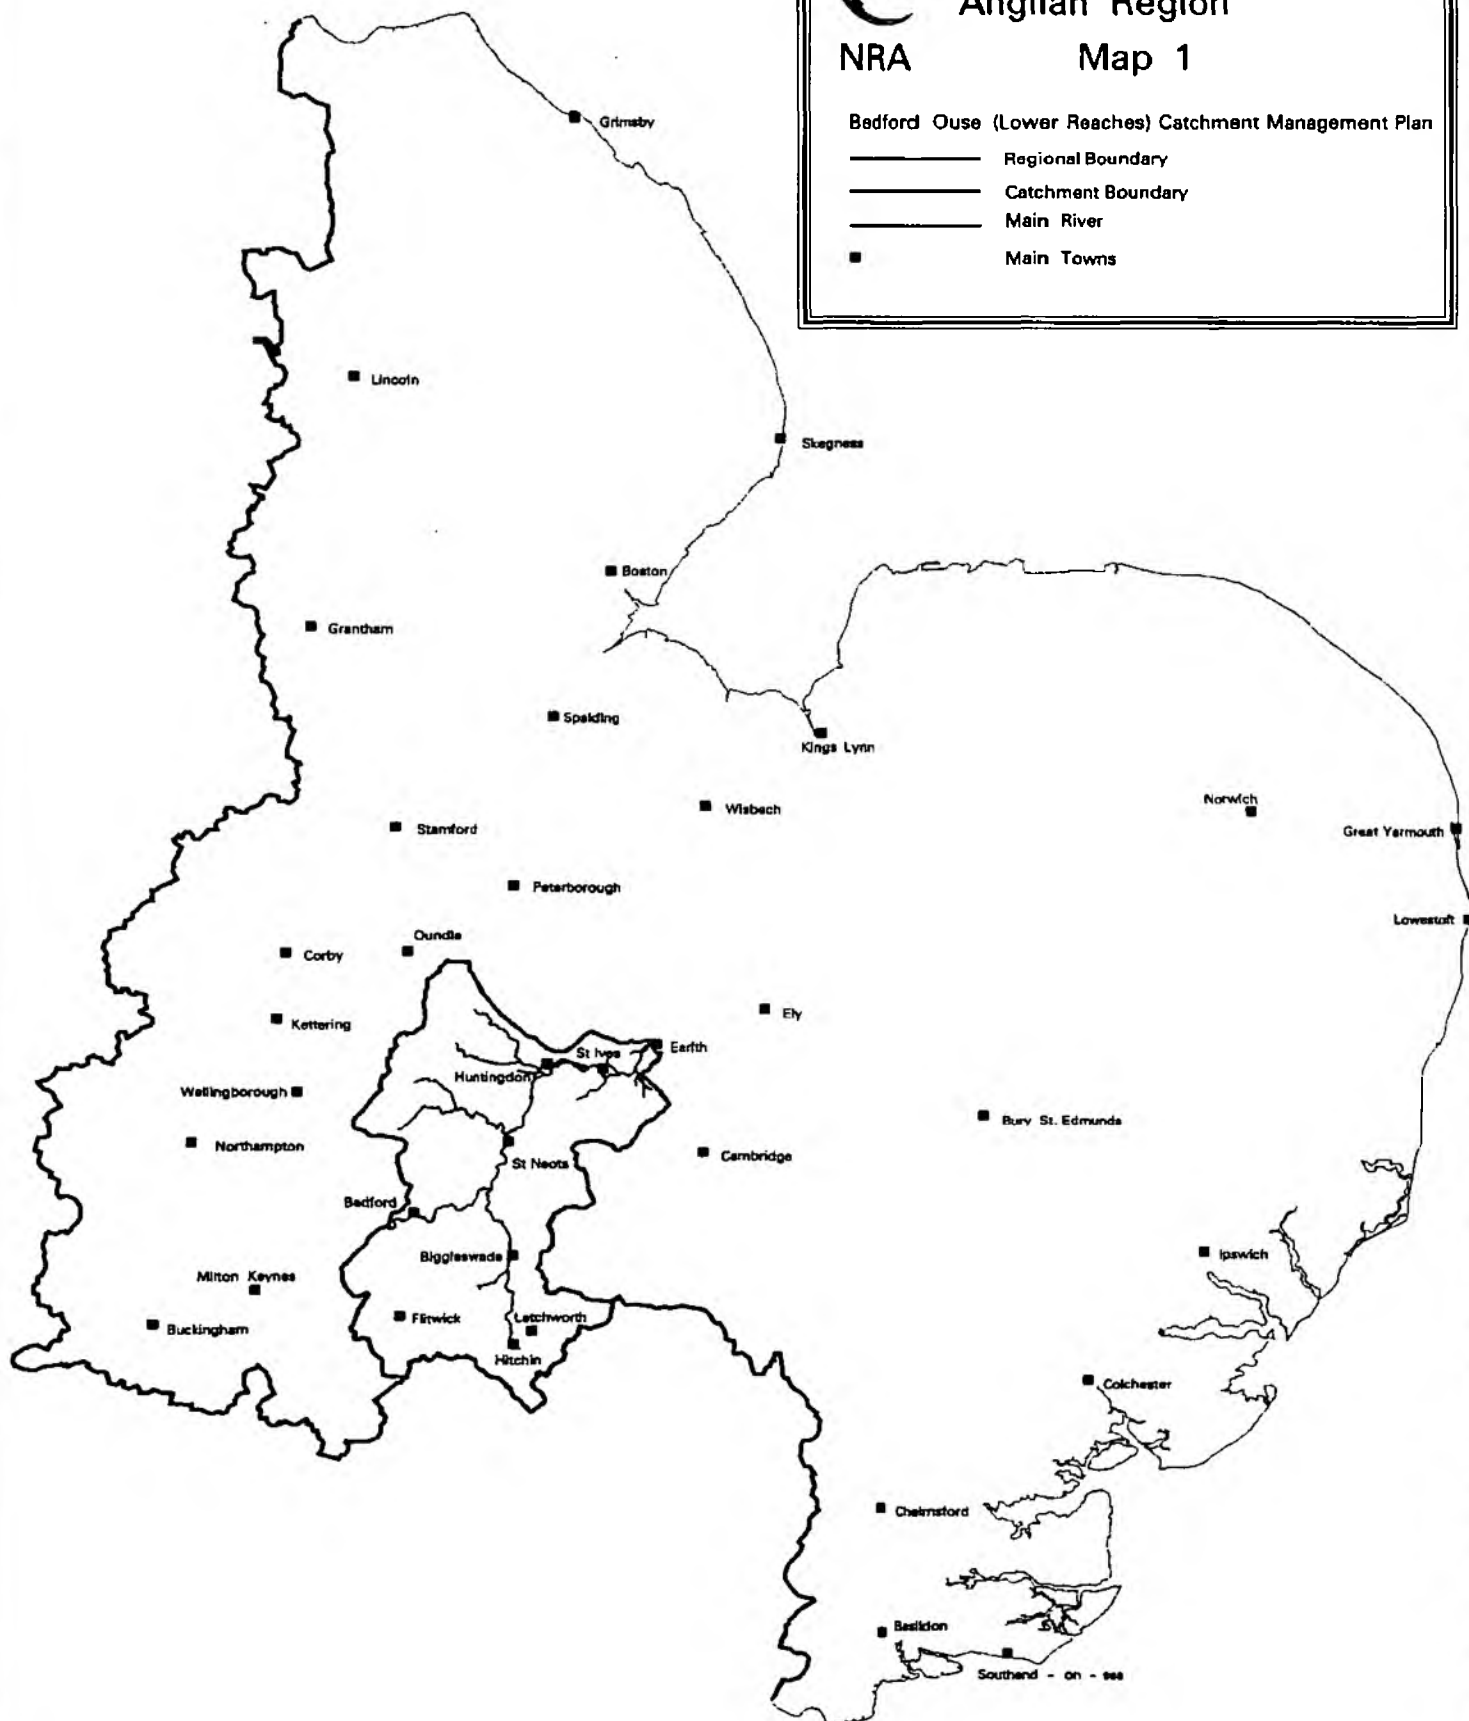 Anglian Region
NRA Map 1
Bedford Ouse (Lower Reaches) Catchment Management Plan
Regional Boundary
Catchment Boundary
Main River
Main Towns
Grimsby
Lincoln
Skegness
Boston
Grantham
Spalding
Kings Lynn
Wisbech
Norwich
Stamford
Great Yarmouth
Peterborough
Lowestoft
Oundle
Corby
Ely
Kettering
St Ives
Earith
Huntingdon
Wellingborough
Bury St. Edmunds
Northampton
Cambridge
St Neots
Bedford
Biggleswade
Ipswich
Milton Keynes
Flitwick
Letchworth
Buckingham
Hitchin
Colchester
Chelmsford
Basildon
Southend - on - sea